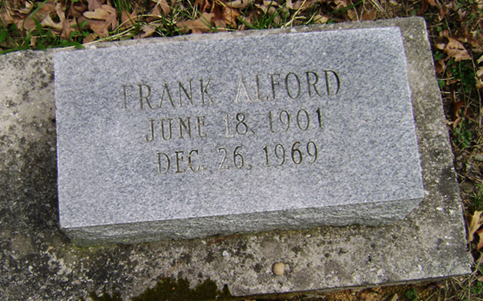 FRANK ALFORD
JUNE 18, 1901
DEC. 26, 1969